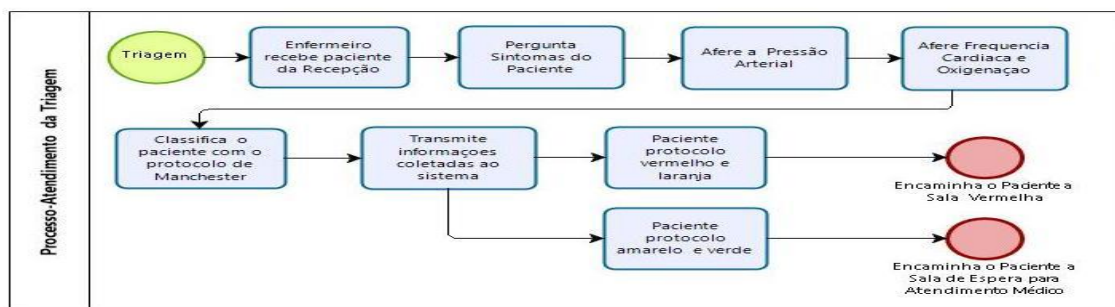 Processo-Atendimento da Triagem
Triagem
Enfermeiro
recebe paciente
da Recepção
Pergunta
Sintomas do
Paciente
Afere a Pressão
Arterial
Afere Frequencia
Cardiaca e
Oxigenaçao
Classifica o
paciente com o
protocolo de
Manchester
Transmite
informaçoes
coletadas ao
sistema
Paciente
protocolo
vermelho e
laranja
Encaminha o Paciente a
Sala Vermelha
Paciente
protocolo
amarelo e verde
Encaminha o Paciente a
Sala de Espera para
Atendimento Médico